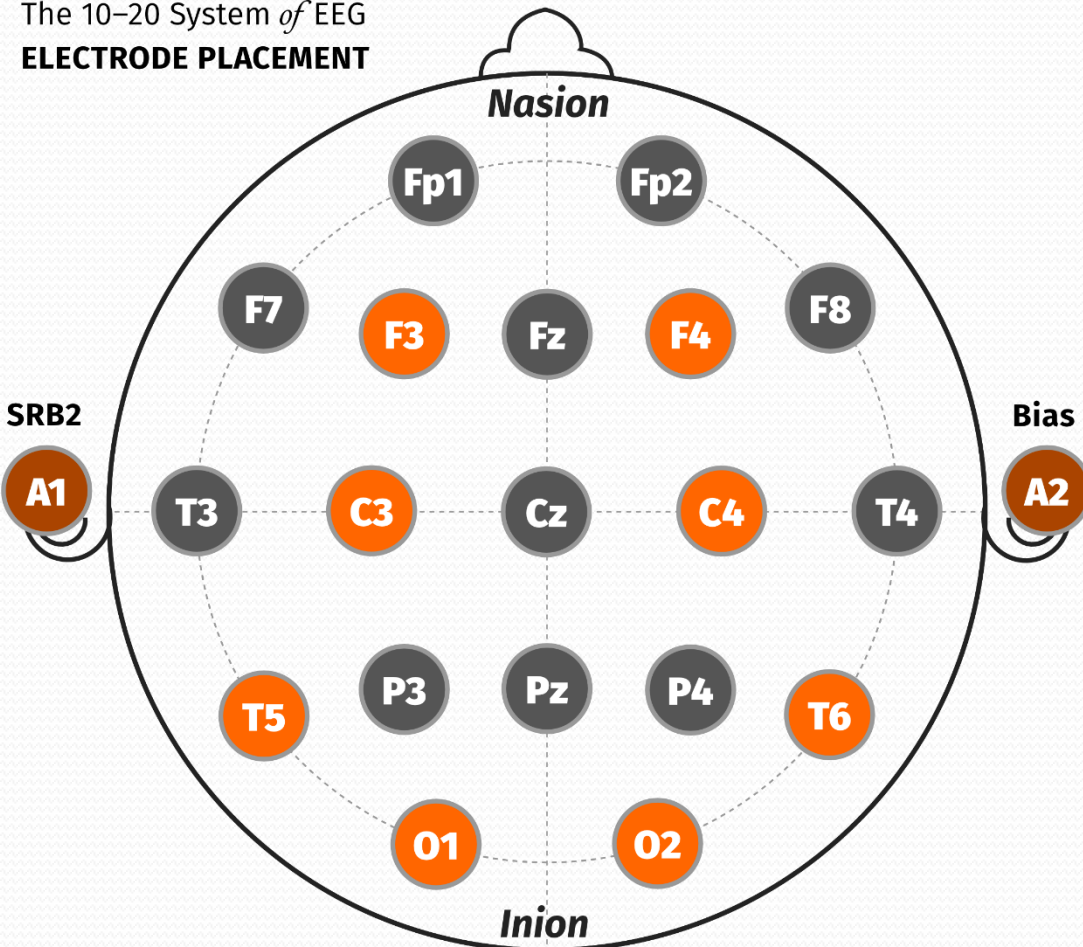 The 10–20 System of EEG
ELECTRODE PLACEMENT
Nasion
Fp1 Fp2
F7 F3 Fz F4 F8
SRB2 Bias
A1 T3 C3 Cz C4 T4 A2
T5 P3 Pz P4 T6
O1 O2
Inion